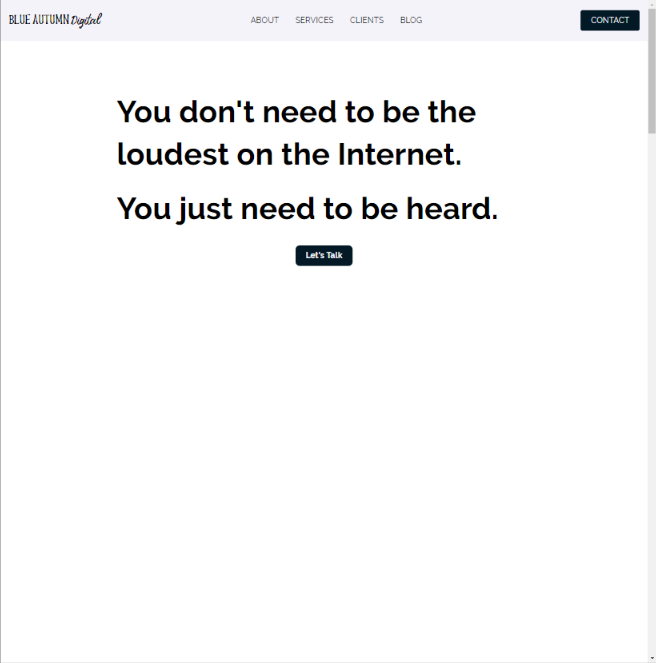 BLUE AUTUMN Digital
ABOUT SERVICES CLIENTS BLOG
CONTACT
You don't need to be the
loudest on the Internet.
You just need to be heard.
Let's Talk